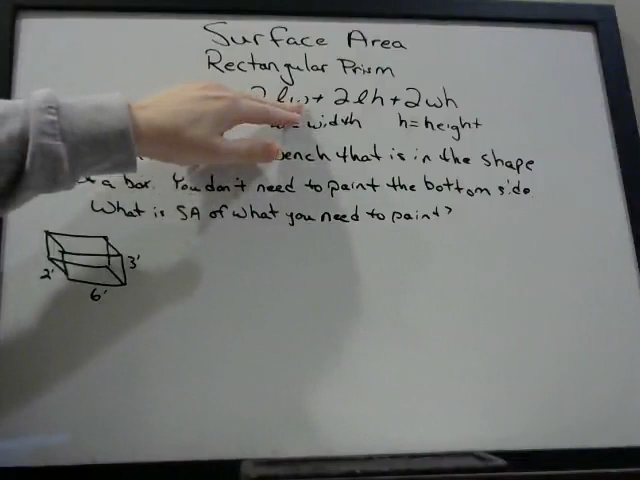 Surface Area
Rectangular Prism
2lw + 2lh + 2wh
= width h = height
bench that is in the shape
a box. You don't need to paint the bottom side.
What is SA of what you need to paint?
3'
2'
6'